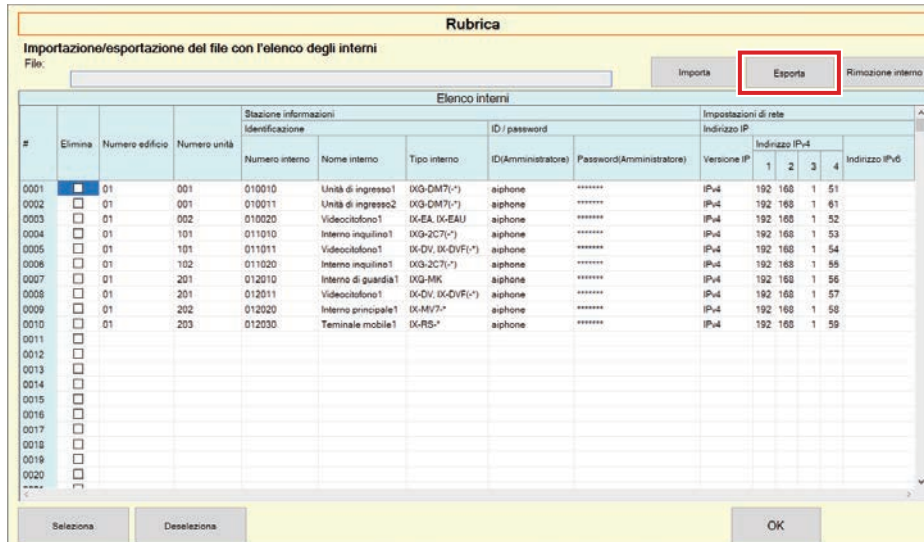 Rubrica
Importazione/esportazione del file con l'elenco degli interni
File:
Importa Esporta Rimozione interno
Elenco interni
Stazione informazioni Impostazioni di rete
Identificazione ID / password Indirizzo IP
# Elimina Numero edificio Numero unità Numero interno Nome interno Tipo interno ID(Amministratore) Password(Amministratore) Versione IP Indirizzo IPv4 Indirizzo IPv6
1 2 3 4
0001 01 001 010010 Unità di ingresso1 IXG-DM7(-*) aiphone ******* IPv4 192 168 1 51
0002 01 001 010011 Unità di ingresso2 IXG-DM7(-*) aiphone ******* IPv4 192 168 1 61
0003 01 002 010020 Videocitofono1 IX-EA, IX-EAU aiphone ******* IPv4 192 168 1 52
0004 01 101 011010 Interno inquilino1 IXG-2C7(-*) aiphone ******* IPv4 192 168 1 53
0005 01 101 011011 Videocitofono1 IX-DV, IX-DVF(-*) aiphone ******* IPv4 192 168 1 54
0006 01 102 011020 Interno inquilino1 IXG-2C7(-*) aiphone ******* IPv4 192 168 1 55
0007 01 201 012010 Interno di guardia1 IXG-MK aiphone ******* IPv4 192 168 1 56
0008 01 201 012011 Videocitofono1 IX-DV, IX-DVF(-*) aiphone ******* IPv4 192 168 1 57
0009 01 202 012020 Interno principale1 IX-MV7-* aiphone ******* IPv4 192 168 1 58
0010 01 203 012030 Teminale mobile1 IX-RS-* aiphone ******* IPv4 192 168 1 59
0011
0012
0013
0014
0015
0016
0017
0018
0019
0020
Seleziona Deseleziona OK